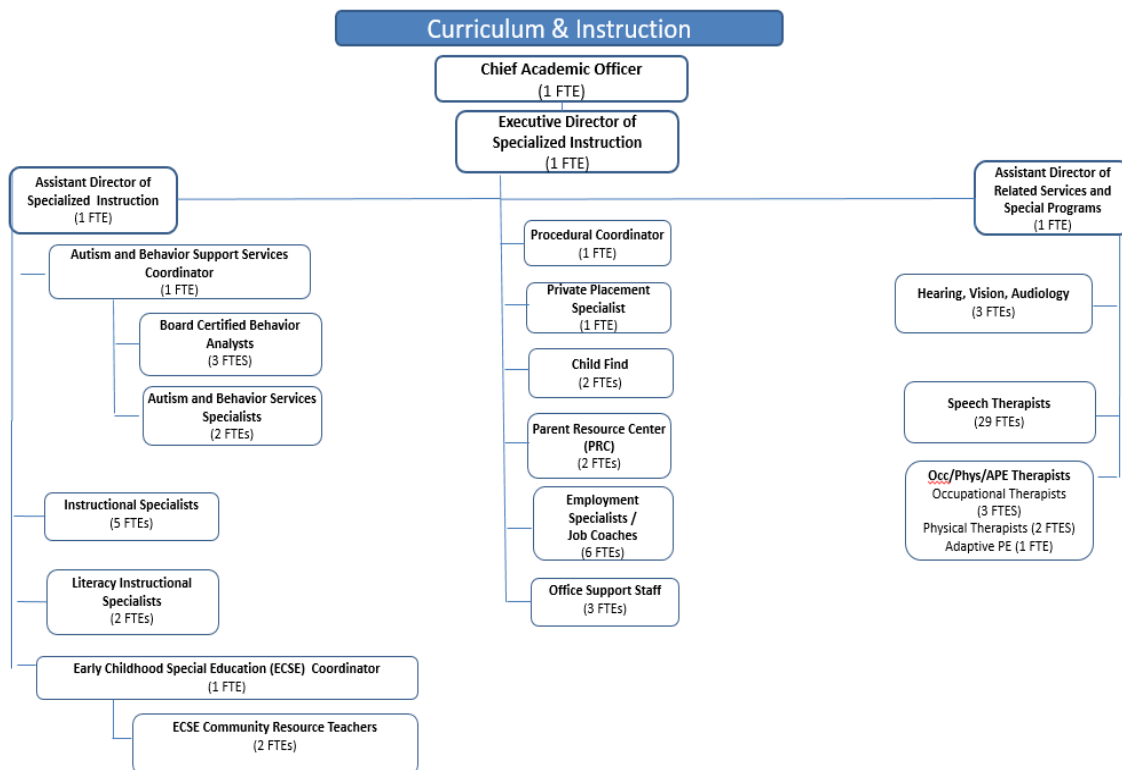 Curriculum & Instruction
Chief Academic Officer
(1 FTE)
Executive Director of
Specialized Instruction
(1 FTE)
Assistant Director of
Specialized Instruction
(1 FTE)
Autism and Behavior Support Services
Coordinator
(1 FTE)
Board Certified Behavior
Analysts
(3 FTES)
Autism and Behavior Services
Specialists
(2 FTEs)
Instructional Specialists
(5 FTEs)
Literacy Instructional
Specialists
(2 FTEs)
Early Childhood Special Education (ECSE) Coordinator
(1 FTE)
ECSE Community Resource Teachers
(2 FTEs)
Procedural Coordinator
(1 FTE)
Private Placement
Specialist
(1 FTE)
Child Find
(2 FTEs)
Parent Resource Center
(PRC)
(2 FTEs)
Employment
Specialists /
Job Coaches
(6 FTEs)
Office Support Staff
(3 FTEs)
Assistant Director of
Related Services and
Special Programs
(1 FTE)
Hearing, Vision, Audiology
(3 FTEs)
Speech Therapists
(29 FTEs)
Occ/Phys/APE Therapists
Occupational Therapists
(3 FTES)
Physical Therapists (2 FTES)
Adaptive PE (1 FTE)